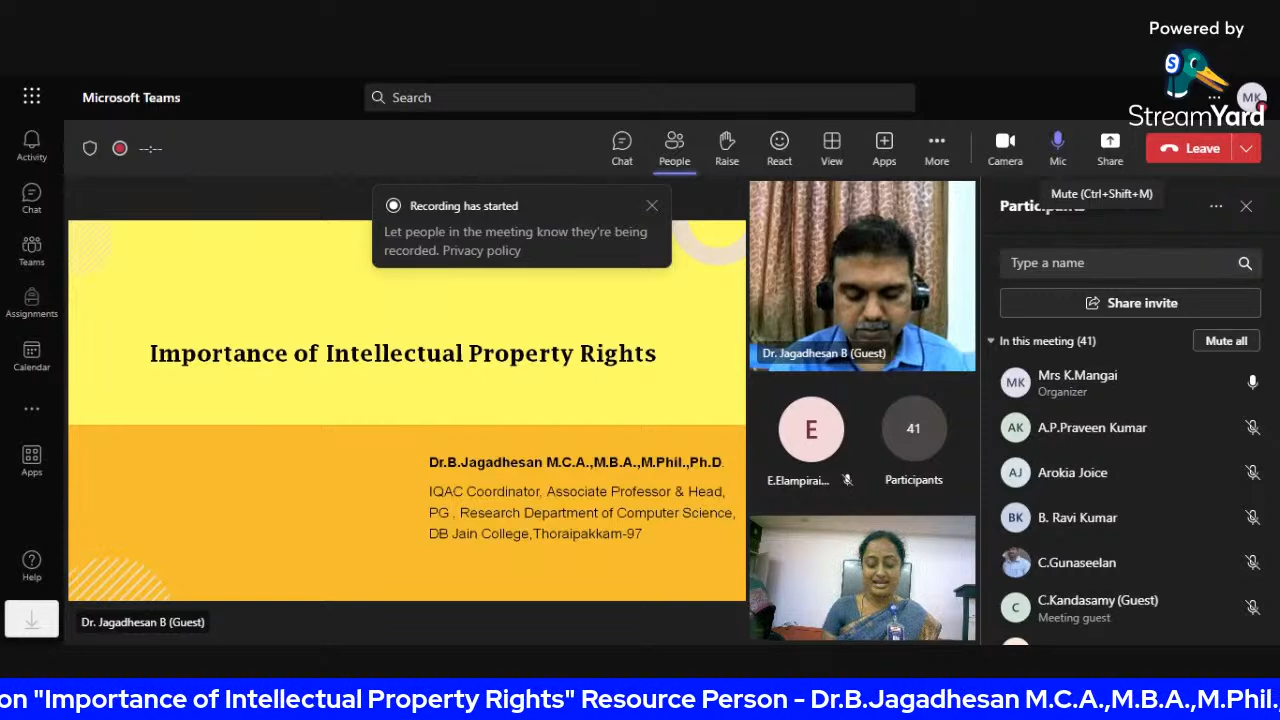 Powered by
StreamYard
Microsoft Teams
Search
MK
Activity
Chat
Teams
Assignments
Calendar
Apps
Help
--:--
Chat
People
Raise
React
View
Apps
More
Camera
Mic
Share
Leave
Mute (Ctrl+Shift+M)
Recording has started
Let people in the meeting know they're being
recorded. Privacy policy
Importance of Intellectual Property Rights
Dr.B.Jagadhesan M.C.A.,M.B.A.,M.Phil.,Ph.D.
IQAC Coordinator, Associate Professor & Head,
PG , Research Department of Computer Science,
DB Jain College,Thoraipakkam-97
Dr. Jagadhesan B (Guest)
Dr. Jagadhesan B (Guest)
E
E.Elampirai...
41
Participants
Participants
Type a name
Share invite
In this meeting (41)
Mute all
MK
Mrs K.Mangai
Organizer
AK
A.P.Praveen Kumar
AJ
Arokia Joice
BK
B. Ravi Kumar
C.Gunaseelan
C
C.Kandasamy (Guest)
Meeting guest
on "Importance of Intellectual Property Rights" Resource Person - Dr.B.Jagadhesan M.C.A.,M.B.A.,M.Phil.,